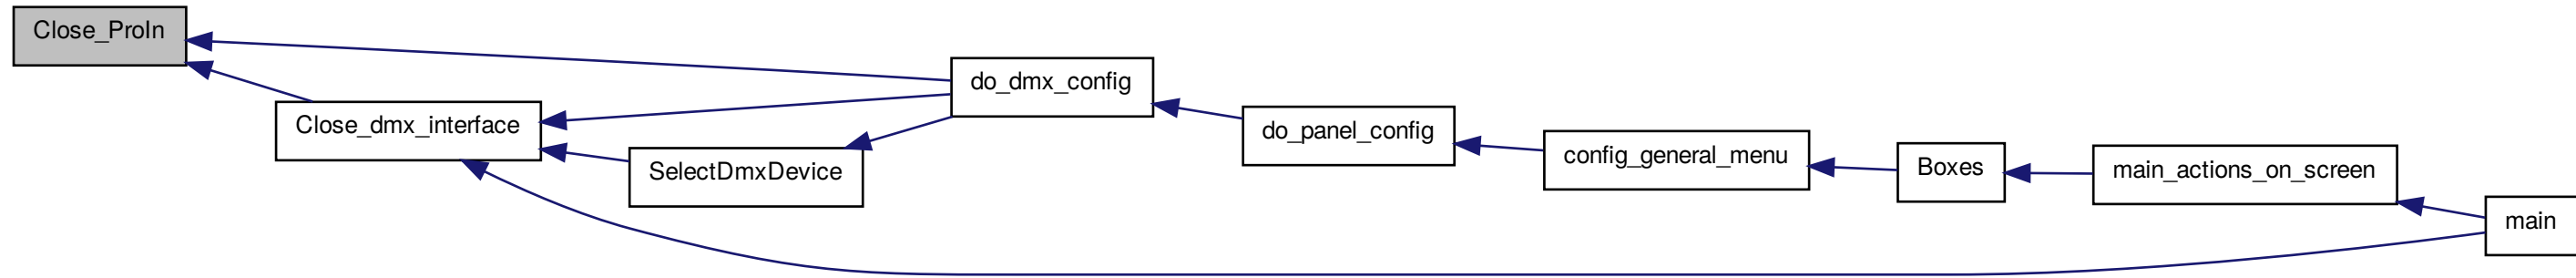 Close_ProIn
do_dmx_config
Close_dmx_interface
do_panel_config
config_general_menu
SelectDmxDevice
Boxes
main_actions_on_screen
main